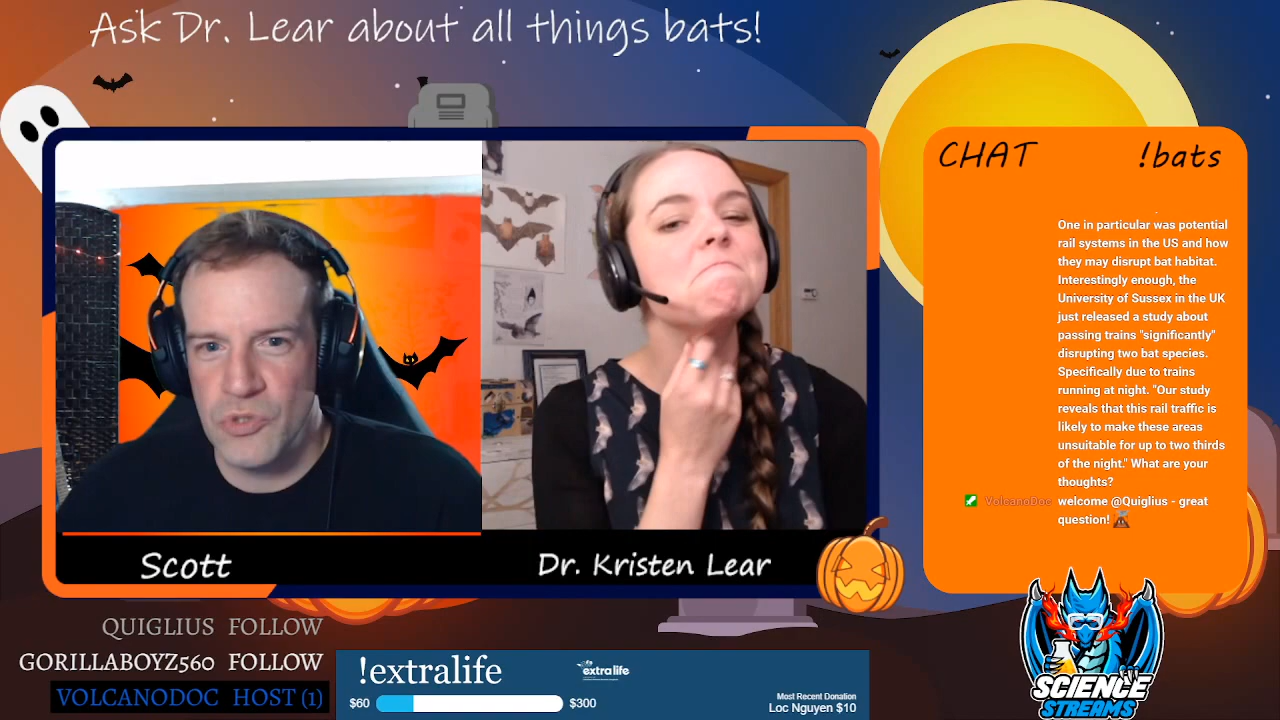 Ask Dr. Lear about all things bats!
CHAT !bats
One in particular was potential
rail systems in the US and how
they may disrupt bat habitat.
Interestingly enough, the
University of Sussex in the UK
just released a study about
passing trains "significantly"
disrupting two bat species.
Specifically due to trains
running at night. "Our study
reveals that this rail traffic is
likely to make these areas
unsuitable for up to two thirds
of the night." What are your
thoughts?
VolcanoDoc welcome @Quiglius - great
question!
Scott
Dr. Kristen Lear
QUIGLIUS FOLLOW
GORILLABOYZ560 FOLLOW
VOLCANODOC HOST (1)
!extralife
extralife
$60
$300
Most Recent Donation
Loc Nguyen $10
SCIENCE
STREAMS